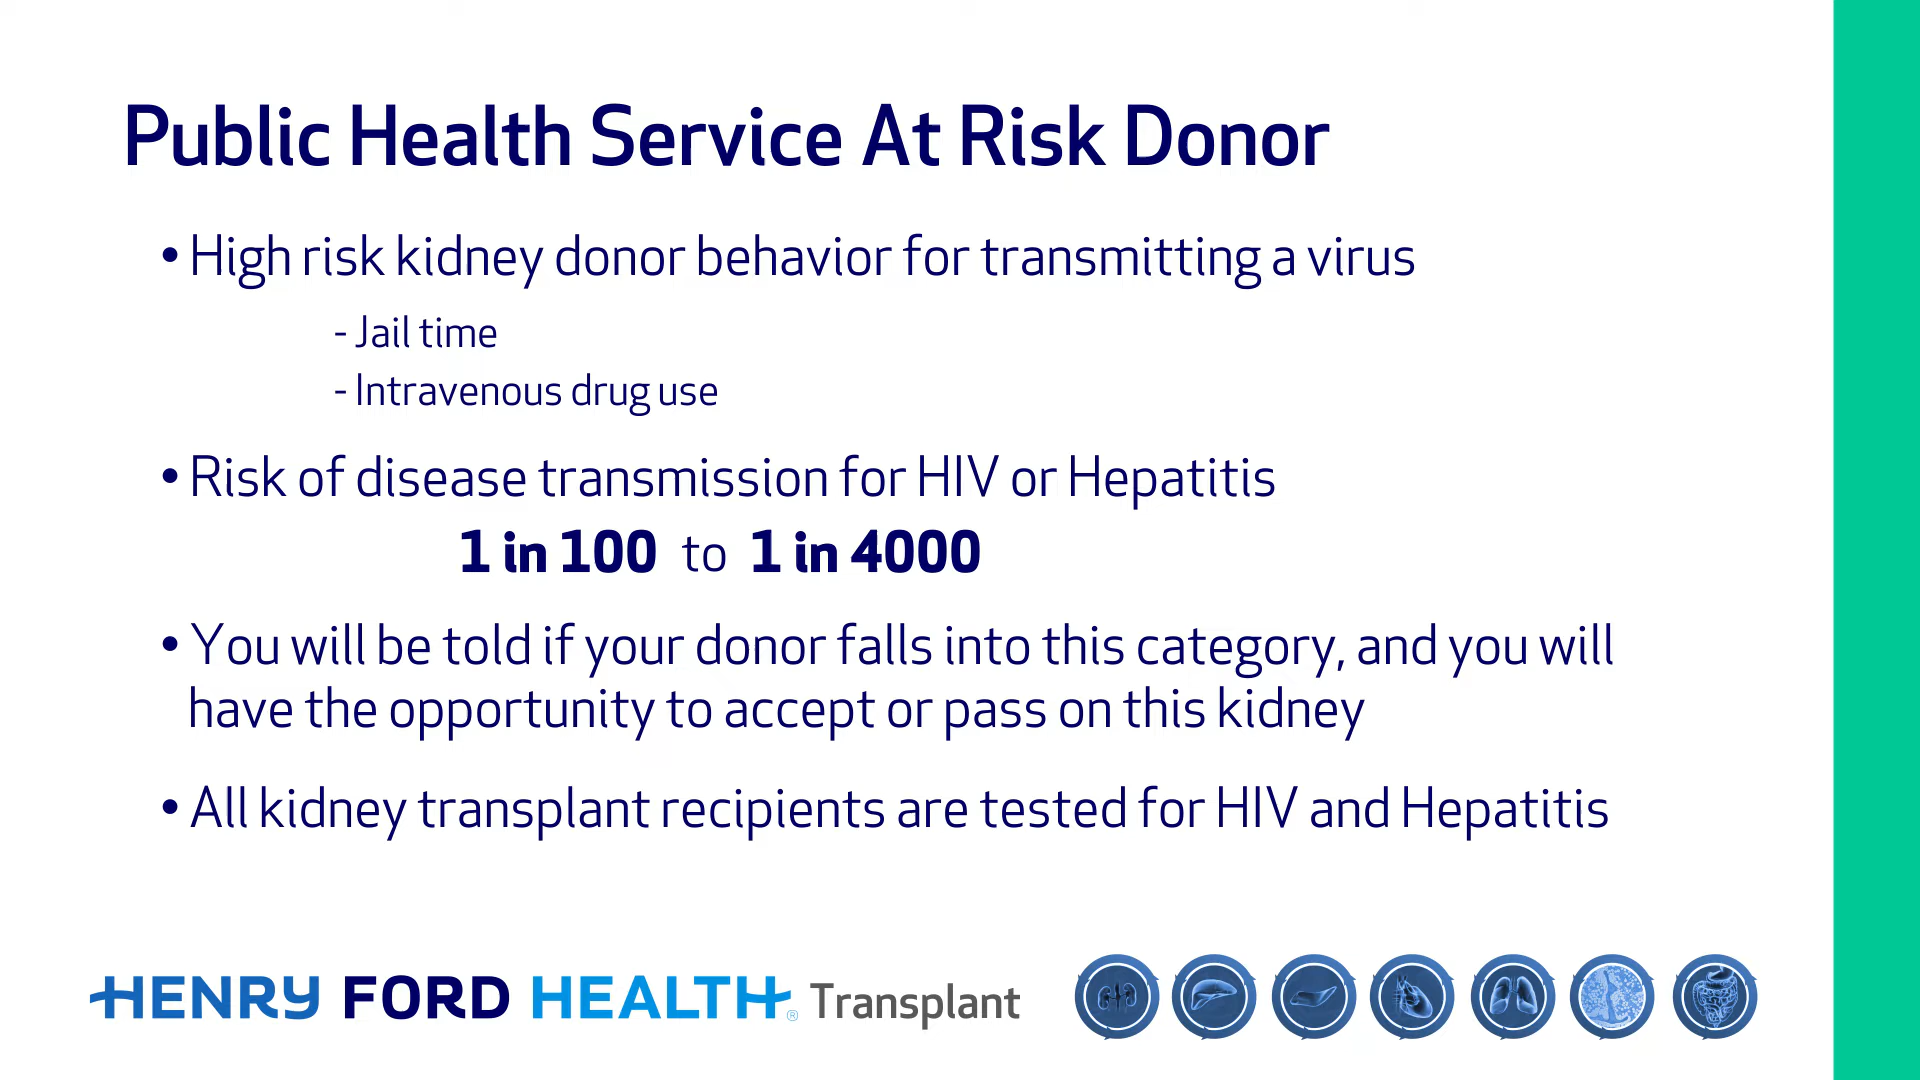 Public Health Service At Risk Donor
• High risk kidney donor behavior for transmitting a virus
- Jail time
- Intravenous drug use
• Risk of disease transmission for HIV or Hepatitis
1 in 100 to 1 in 4000
• You will be told if your donor falls into this category, and you will
have the opportunity to accept or pass on this kidney
• All kidney transplant recipients are tested for HIV and Hepatitis
HENRY FORD HEALTH® Transplant